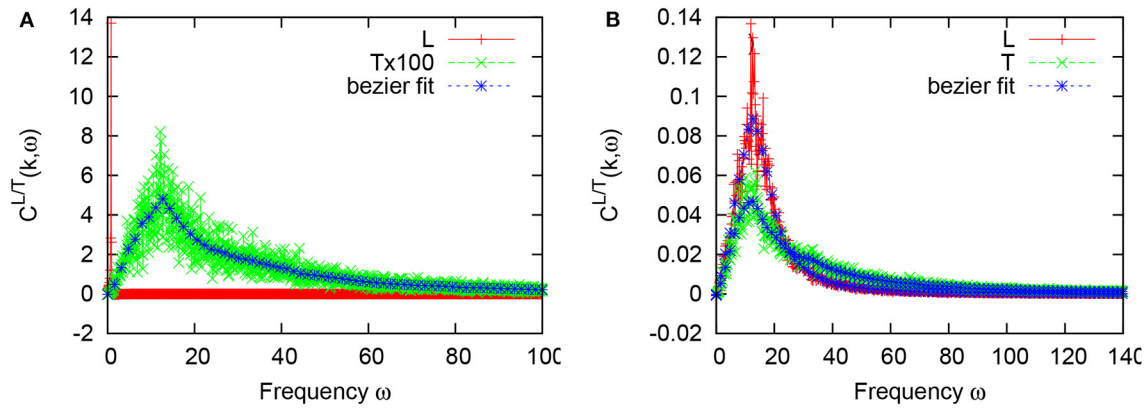 A
14
12
10
8
6
4
2
0
-2
C^L/T(k,ω)
L
Tx100
bezier fit
0 20 40 60 80 100
Frequency ω
B
0.14
0.12
0.1
0.08
0.06
0.04
0.02
0
-0.02
C^L/T(k,ω)
L
T
bezier fit
0 20 40 60 80 100 120 140
Frequency ω